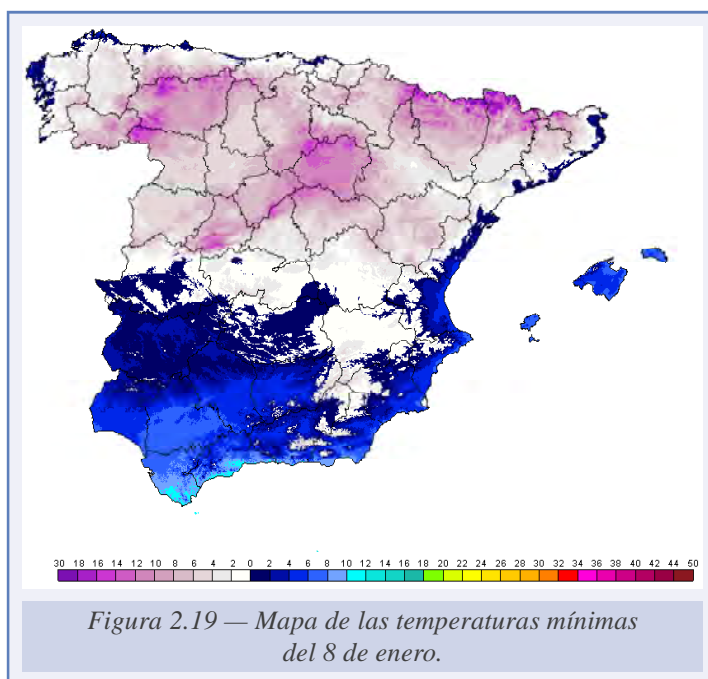 30 18 16 14 12 10 8 6 4 2 0 2 4 6 8 10 12 14 16 18 20 22 24 26 28 30 32 34 36 38 40 42 44 50
Figura 2.19 — Mapa de las temperaturas mínimas
del 8 de enero.